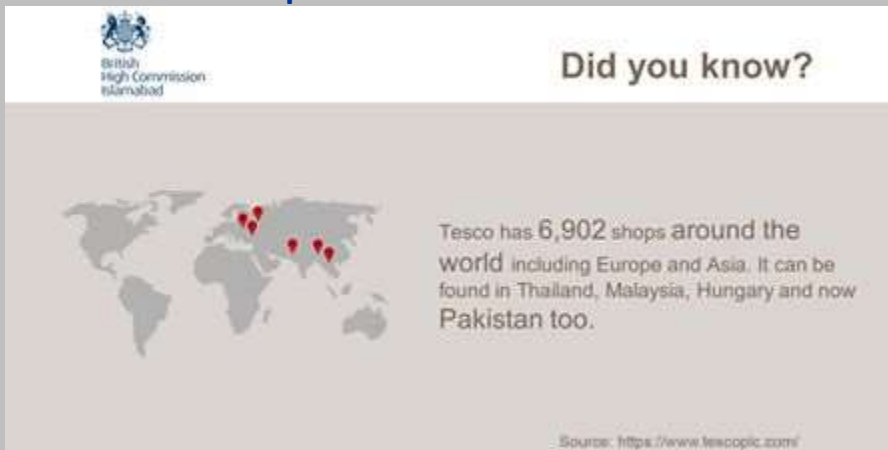 British
High Commission
Islamabad
Did you know?
Tesco has 6,902 shops around the
world including Europe and Asia. It can be
found in Thailand, Malaysia, Hungary and now
Pakistan too.
Source: https://www.tescoplc.com/